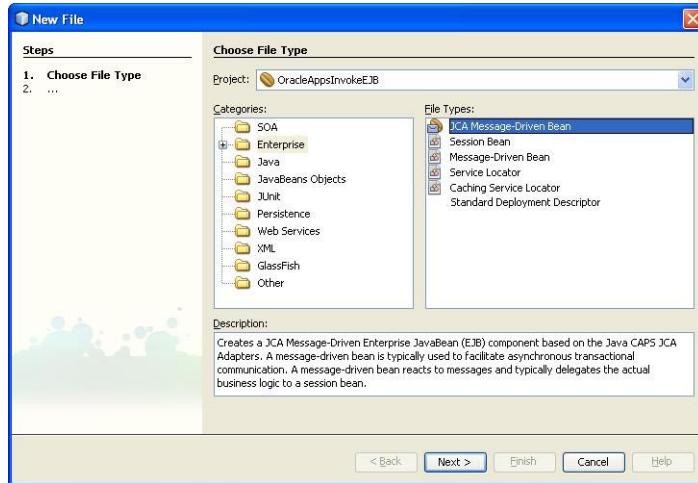 New File
Steps
1. Choose File Type
2. ...
Choose File Type
Project: OracleAppsInvokeEJB
Categories:
SOA
Enterprise
Java
JavaBeans Objects
JUnit
Persistence
Web Services
XML
GlassFish
Other
File Types:
JCA Message-Driven Bean
Session Bean
Message-Driven Bean
Service Locator
Caching Service Locator
Standard Deployment Descriptor
Description:
Creates a JCA Message-Driven Enterprise JavaBean (EJB) component based on the Java CAPS JCA
Adapters. A message-driven bean is typically used to facilitate asynchronous transactional
communication. A message-driven bean reacts to messages and typically delegates the actual
business logic to a session bean.
< Back Next > Finish Cancel Help